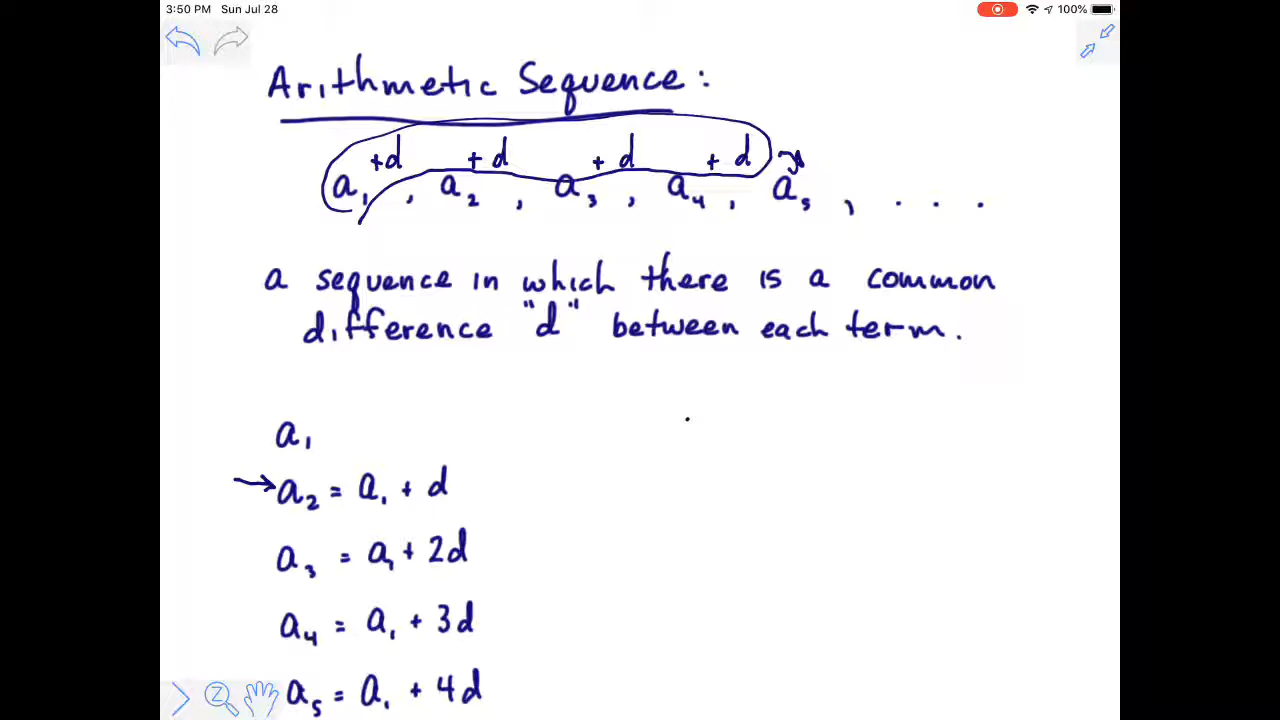 3:50 PM Sun Jul 28 100%
Arithmetic Sequence:
+d +d +d +d
a₁, a₂, a₃, a₄, a₅, . . .
a sequence in which there is a common
difference "d" between each term.
a₁
→ a₂ = a₁ + d
a₃ = a₁ + 2d
a₄ = a₁ + 3d
Z a₅ = a₁ + 4d